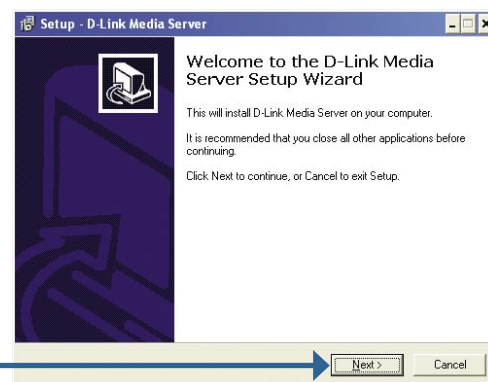 Setup - D-Link Media Server
Welcome to the D-Link Media
Server Setup Wizard
This will install D-Link Media Server on your computer.
It is recommended that you close all other applications before
continuing.
Click Next to continue, or Cancel to exit Setup.
Next >
Cancel